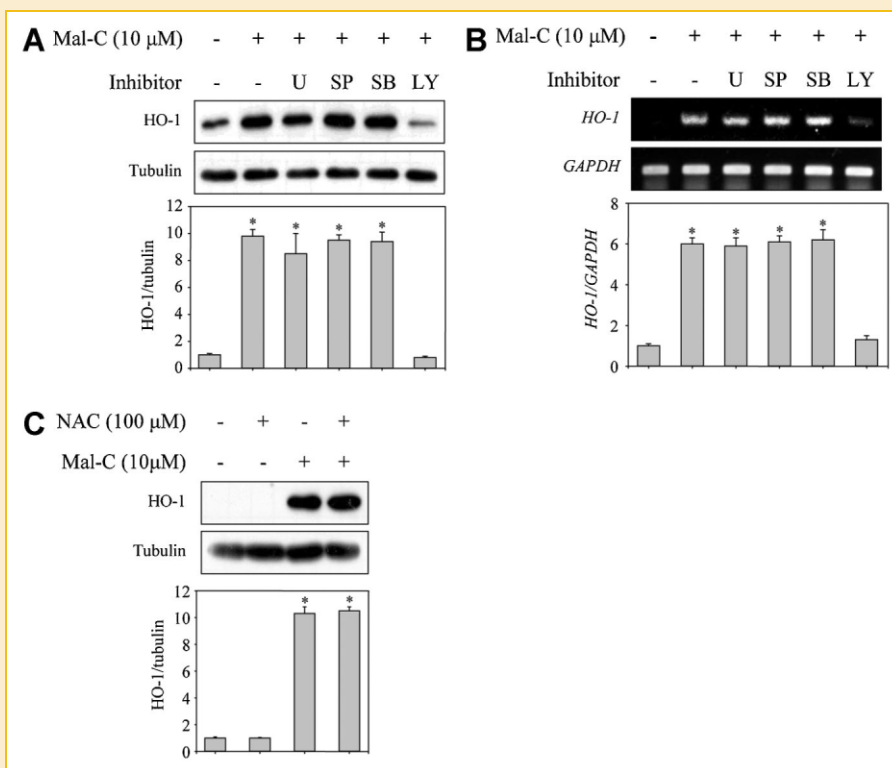 A Mal-C (10 μM) - + + + + +
Inhibitor - - U SP SB LY
HO-1
Tubulin
HO-1/tubulin
12
10
8
6
4
2
0
* * * *
B Mal-C (10 μM) - + + + + +
Inhibitor - - U SP SB LY
HO-1
GAPDH
HO-1/GAPDH
8
6
4
2
0
* * * *
C NAC (100 μM) - + - +
Mal-C (10μM) - - + +
HO-1
Tubulin
HO-1/tubulin
12
10
8
6
4
2
0
* *